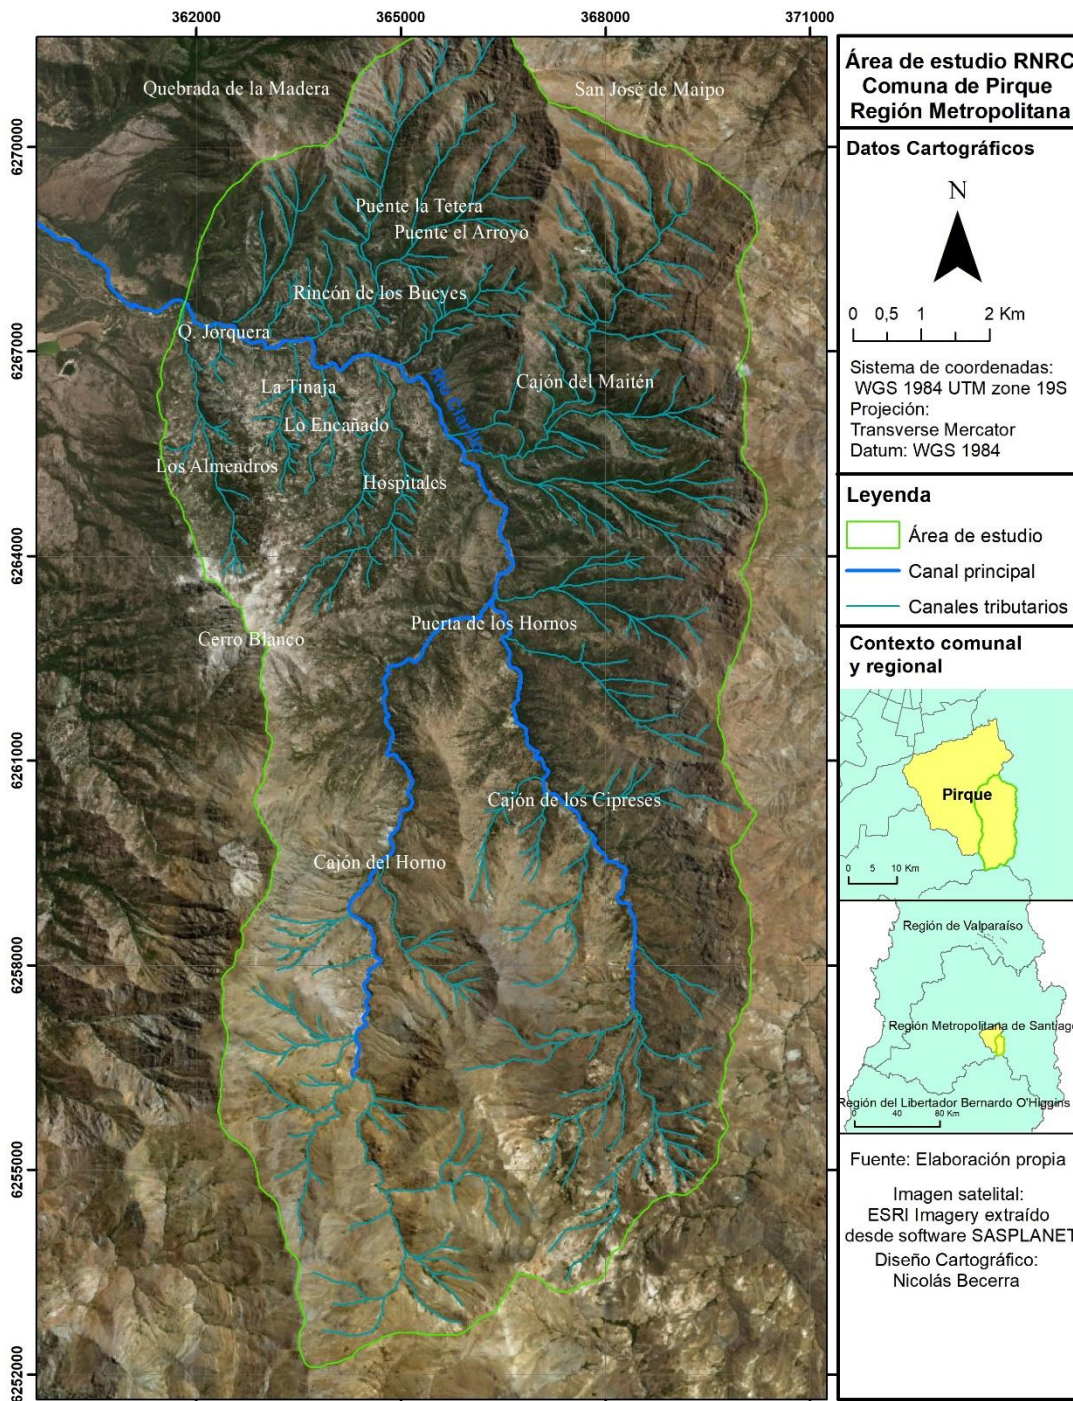 362000
365000
368000
371000
6270000
6267000
6264000
6261000
6258000
6255000
6252000
Quebrada de la Madera
San José de Maipo
Puente la Tetera
Puente el Arroyo
Rincón de los Bueyes
Q. Jorquera
La Tinaja
Río Clarillo
Cajón del Maitén
Lo Encañado
Los Almendros
Hospitales
Puerta de los Hornos
Cerro Blanco
Cajón de los Cipreses
Cajón del Horno
Área de estudio RNRC
Comuna de Pirque
Región Metropolitana
Datos Cartográficos
N
0 0,5 1 2 Km
Sistema de coordenadas:
WGS 1984 UTM zone 19S
Projeción:
Transverse Mercator
Datum: WGS 1984
Leyenda
Área de estudio
Canal principal
Canales tributarios
Contexto comunal
y regional
Pirque
0 5 10 Km
Región de Valparaíso
Región Metropolitana de Santiago
Región del Libertador Bernardo O'Higgins
0 40 80 Km
Fuente: Elaboración propia
Imagen satelital:
ESRI Imagery extraído
desde software SASPLANET
Diseño Cartográfico:
Nicolás Becerra